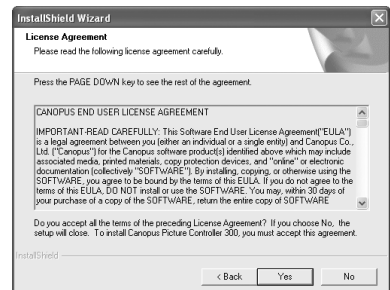 InstallShield Wizard
License Agreement
Please read the following license agreement carefully.
Press the PAGE DOWN key to see the rest of the agreement.
CANOPUS END USER LICENSE AGREEMENT
IMPORTANT-READ CAREFULLY: This Software End User License Agreement("EULA")
is a legal agreement between you (either an individual or a single entity) and Canopus Co.,
Ltd. ("Canopus") for the Canopus software product(s) identified above which may include
associated media, printed materials, copy protection devices, and "online" or electronic
documentation (collectively "SOFTWARE"). By installing, copying, or otherwise using the
SOFTWARE, you agree to be bound by the terms of this EULA. If you do not agree to the
terms of this EULA, DO NOT install or use the SOFTWARE. You may, within 30 days of
your purchase of a copy of the SOFTWARE, return the entire copy of SOFTWARE
Do you accept all the terms of the preceding License Agreement? If you choose No, the
setup will close. To install Canopus Picture Controller 300, you must accept this agreement.
InstallShield
< Back Yes No